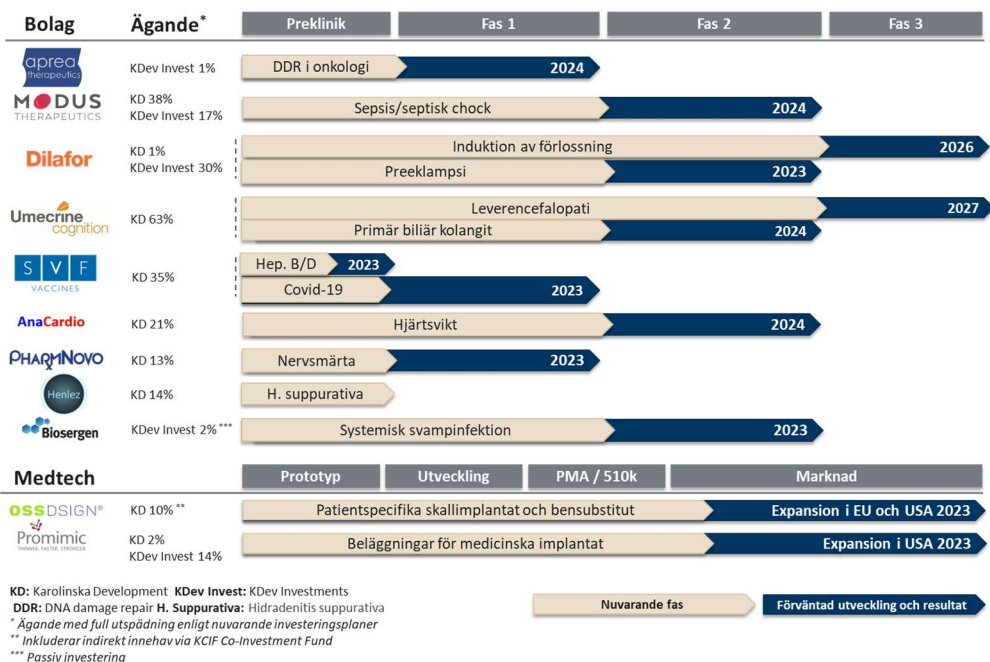 Bolag Ägande* Preklinik Fas 1 Fas 2 Fas 3
aprea therapeutics KDev Invest 1% DDR i onkologi 2024
MODUS THERAPEUTICS KD 38% KDev Invest 17% Sepsis/septisk chock 2024
Dilafor KD 1% KDev Invest 30% Induktion av förlossning 2026
Preeklampsi 2023
Umecrine cognition KD 63% Leverencefalopati 2027
Primär biliär kolangit 2024
SVF VACCINES KD 35% Hep. B/D 2023
Covid-19 2023
AnaCardio KD 21% Hjärtsvikt 2024
PHARMNOVO KD 13% Nervsmärta 2023
Henlez KD 14% H. suppurativa
Biosergen KDev Invest 2% *** Systemisk svampinfektion 2023
Medtech Prototyp Utveckling PMA / 510k Marknad
OSSDSIGN® KD 10% ** Patientspecifika skallimplantat och bensubstitut Expansion i EU och USA 2023
Promimic THINNER. FASTER. STRONGER. KD 2% KDev Invest 14% Beläggningar för medicinska implantat Expansion i USA 2023
KD: Karolinska Development KDev Invest: KDev Investments
DDR: DNA damage repair H. Suppurativa: Hidradenitis suppurativa
* Ägande med full utspädning enligt nuvarande investeringsplaner
** Inkluderar indirekt innehav via KCIF Co-Investment Fund
*** Passiv investering
Nuvarande fas Förväntad utveckling och resultat